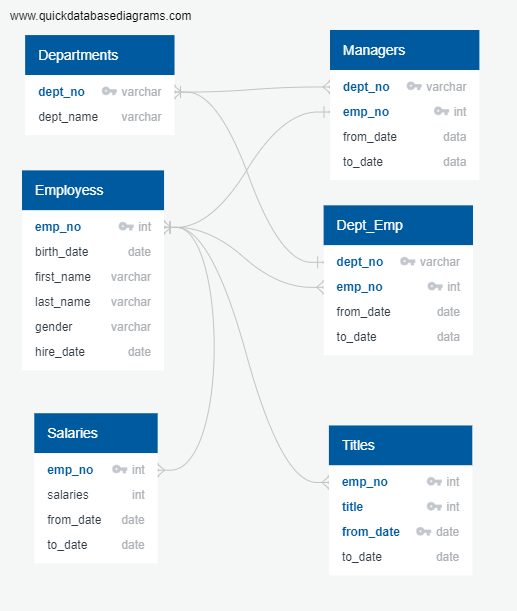 www.quickdatabasediagrams.com
Departments
dept_no varchar
dept_name varchar
Managers
dept_no varchar
emp_no int
from_date data
to_date data
Employess
emp_no int
birth_date date
first_name varchar
last_name varchar
gender varchar
hire_date date
Dept_Emp
dept_no varchar
emp_no int
from_date date
to_date data
Salaries
emp_no int
salaries int
from_date date
to_date date
Titles
emp_no int
title int
from_date date
to_date date